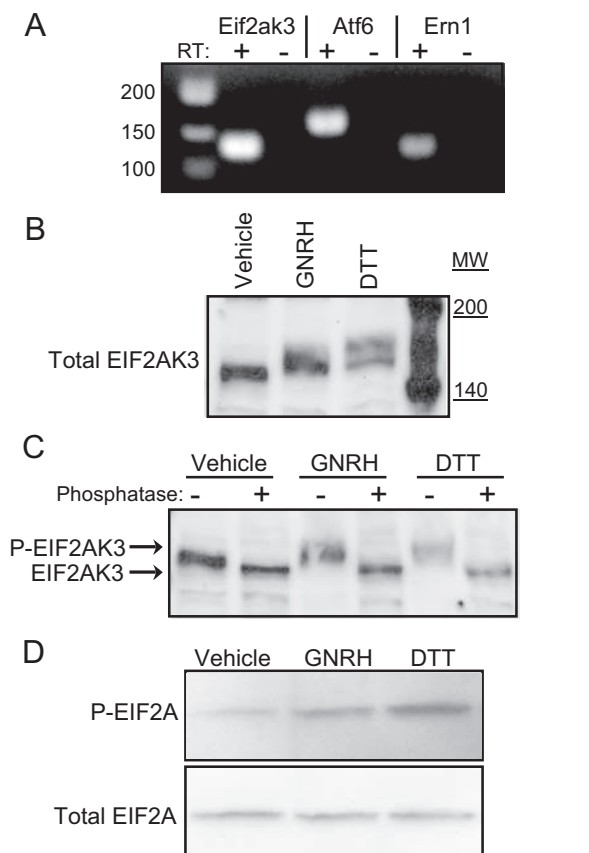 A
Eif2ak3 | Atf6 | Ern1
RT: + - + - + -
200
150
100
B
Vehicle GNRH DTT
MW
200
Total EIF2AK3
140
C
Vehicle GNRH DTT
Phosphatase: - + - + - +
P-EIF2AK3
EIF2AK3
D
Vehicle GNRH DTT
P-EIF2A
Total EIF2A